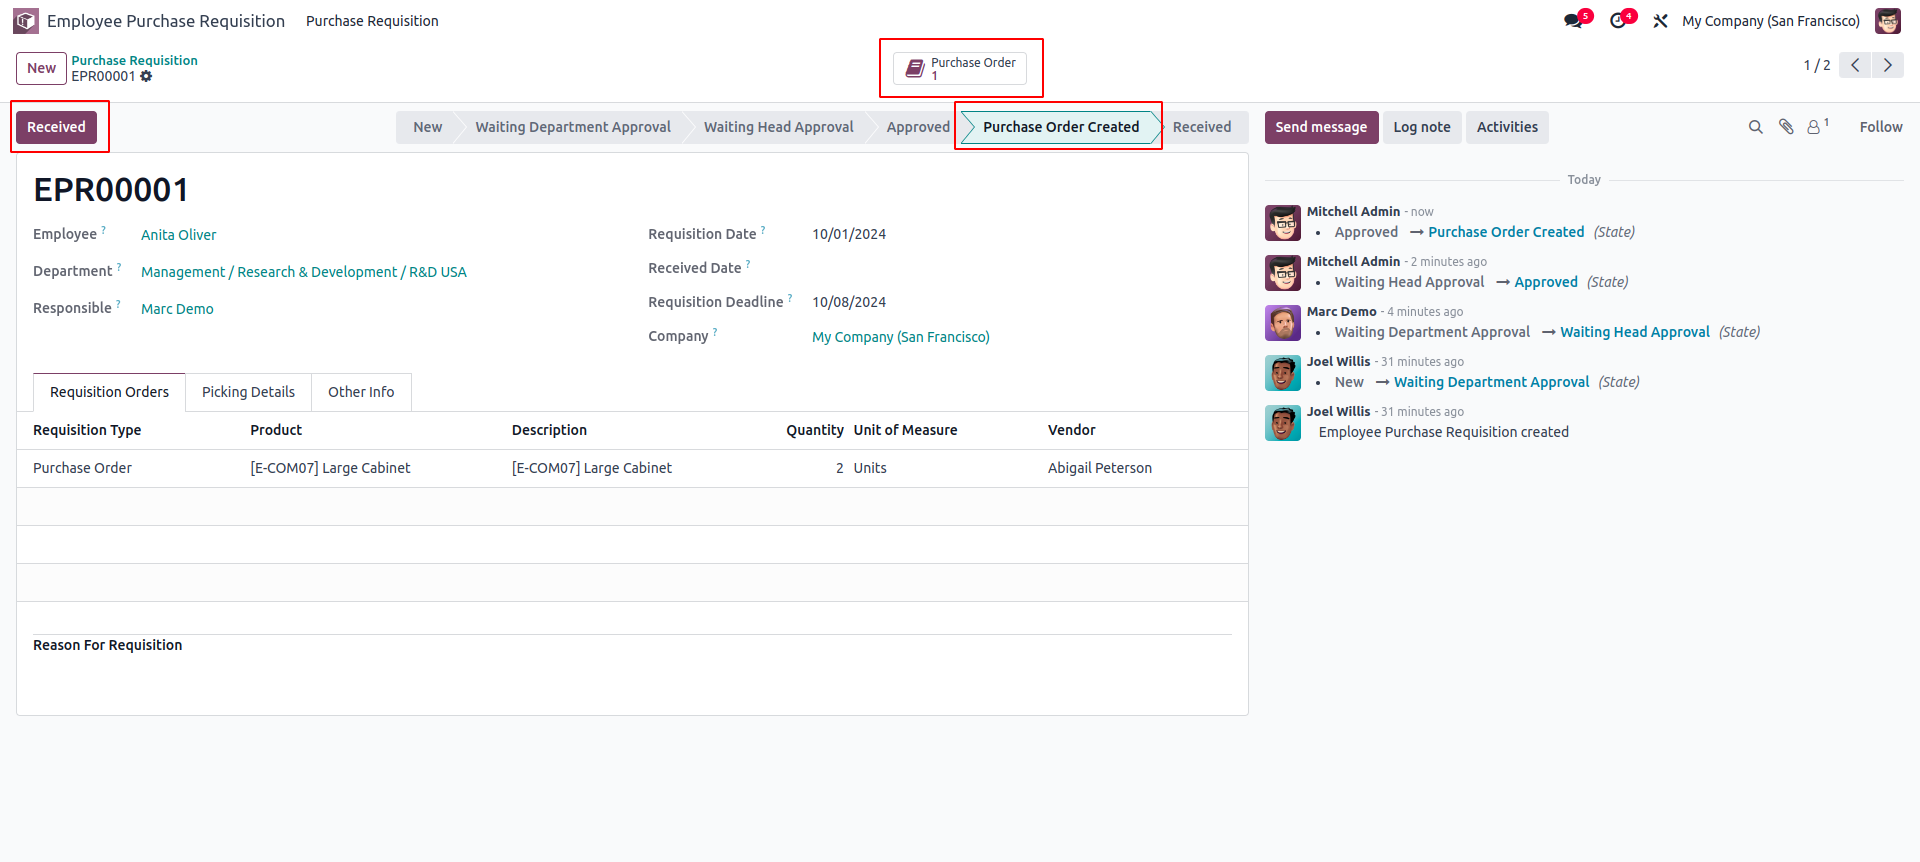 Employee Purchase Requisition Purchase Requisition 5 4 My Company (San Francisco)
New Purchase Requisition
EPR00001
Purchase Order
1
1 / 2
Received New Waiting Department Approval Waiting Head Approval Approved Purchase Order Created Received Send message Log note Activities 1 Follow
EPR00001
Employee ? Anita Oliver
Department ? Management / Research & Development / R&D USA
Responsible ? Marc Demo
Requisition Date ? 10/01/2024
Received Date ?
Requisition Deadline ? 10/08/2024
Company ? My Company (San Francisco)
Requisition Orders Picking Details Other Info
Requisition Type Product Description Quantity Unit of Measure Vendor
Purchase Order [E-COM07] Large Cabinet [E-COM07] Large Cabinet 2 Units Abigail Peterson
Reason For Requisition
Today
Mitchell Admin - now
• Approved → Purchase Order Created (State)
Mitchell Admin - 2 minutes ago
• Waiting Head Approval → Approved (State)
Marc Demo - 4 minutes ago
• Waiting Department Approval → Waiting Head Approval (State)
Joel Willis - 31 minutes ago
• New → Waiting Department Approval (State)
Joel Willis - 31 minutes ago
Employee Purchase Requisition created